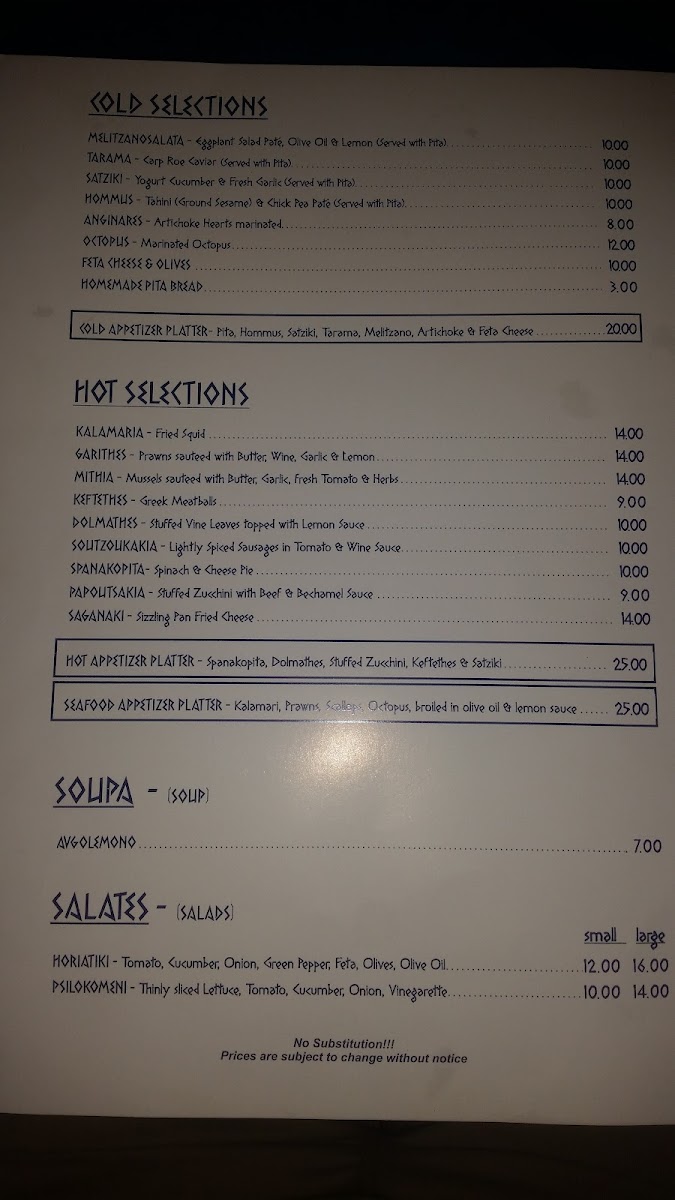 COLD SELECTIONS
MELITZANOSALATA - Eggplant Salad Paté, Olive Oil & Lemon (Served with Pita) 10.00
TARAMA - Carp Roe Caviar (Served with Pita) 10.00
SATZIKI - Yogurt Cucumber & Fresh Garlic (Served with Pita) 10.00
HOMMUS - Tahini (Ground Sesame) & Chick Pea Paté (Served with Pita) 10.00
ANGINARES - Artichoke Hearts marinated 8.00
OCTOPUS - Marinated Octopus 12.00
FETA CHEESE & OLIVES 10.00
HOMEMADE PITA BREAD 3.00
COLD APPETIZER PLATTER- Pita, Hommus, Satziki, Tarama, Melitzano, Artichoke & Feta Cheese 20.00
HOT SELECTIONS
KALAMARIA - Fried Squid 14.00
GARITHES - Prawns sauteed with Butter, Wine, Garlic & Lemon 14.00
MITHIA - Mussels sauteed with Butter, Garlic, Fresh Tomato & Herbs 14.00
KEFTETHES - Greek Meatballs 9.00
DOLMATHES - Stuffed Vine Leaves topped with Lemon Sauce 10.00
SOUTZOUKAKIA - Lightly Spiced Sausages in Tomato & Wine Sauce 10.00
SPANAKOPITA- Spinach & Cheese Pie 10.00
PAPOUTSAKIA - Stuffed Zucchini with Beef & Bechamel Sauce 9.00
SAGANAKI - Sizzling Pan Fried Cheese 14.00
HOT APPETIZER PLATTER - Spanakopita, Dolmathes, Stuffed Zucchini, Keftethes & Satziki 25.00
SEAFOOD APPETIZER PLATTER - Kalamari, Prawns, Scallops, Octopus, broiled in olive oil & lemon sauce 25.00
SOUPA - (SOUP)
AVGOLEMONO 7.00
SALATES - (SALADS)
small large
HORIATIKI - Tomato, Cucumber, Onion, Green Pepper, Feta, Olives, Olive Oil 12.00 16.00
PSILOKOMENI - Thinly sliced Lettuce, Tomato, Cucumber, Onion, Vinegarette 10.00 14.00
No Substitution!!!
Prices are subject to change without notice